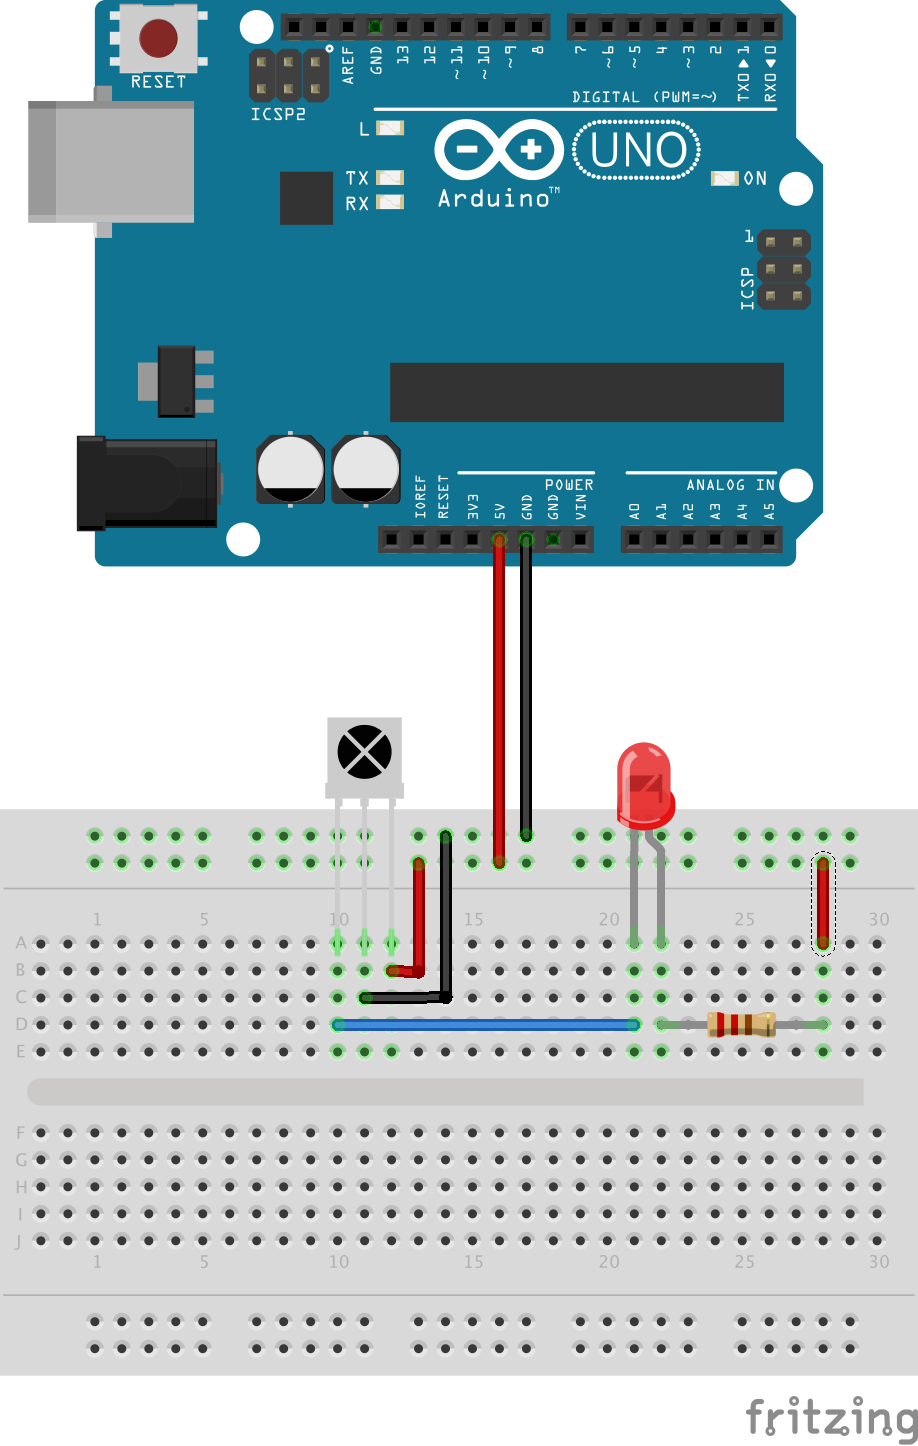 RESET
ICSP2
AREF GND 13 12 ~11 ~10 ~9 8 7 ~6 ~5 4 ~3 2 TX0▶1 RX0◀0
DIGITAL (PWM=~)
L
TX
RX
Arduino™
UNO
ON
1
ICSP
POWER
ANALOG IN
IOREF RESET 3V3 5V GND GND VIN A0 A1 A2 A3 A4 A5
1 5 10 15 20 25 30
A
B
C
D
E
F
G
H
I
J
1 5 10 15 20 25 30
fritzing